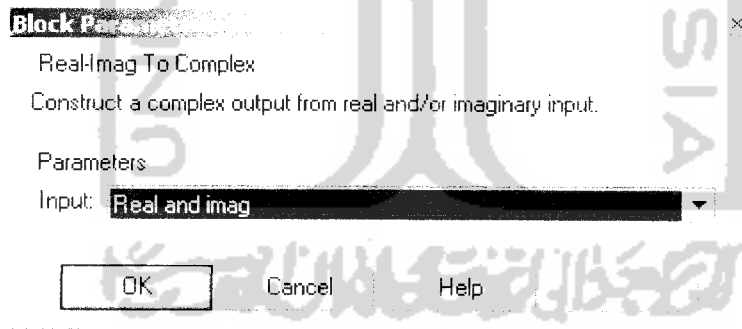 Block
Real-Imag To Complex
Construct a complex output from real and/or imaginary input.
Parameters
Input: Real and imag
OK Cancel Help